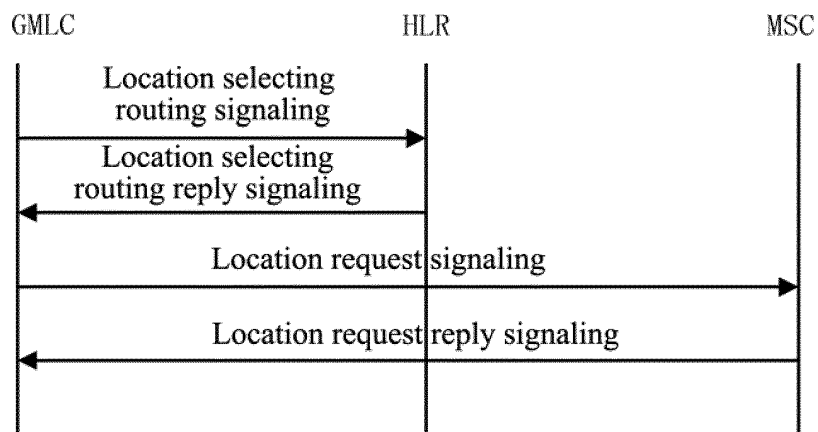 GMLC HLR MSC
Location selecting
routing signaling
Location selecting
routing reply signaling
Location request signaling
Location request reply signaling